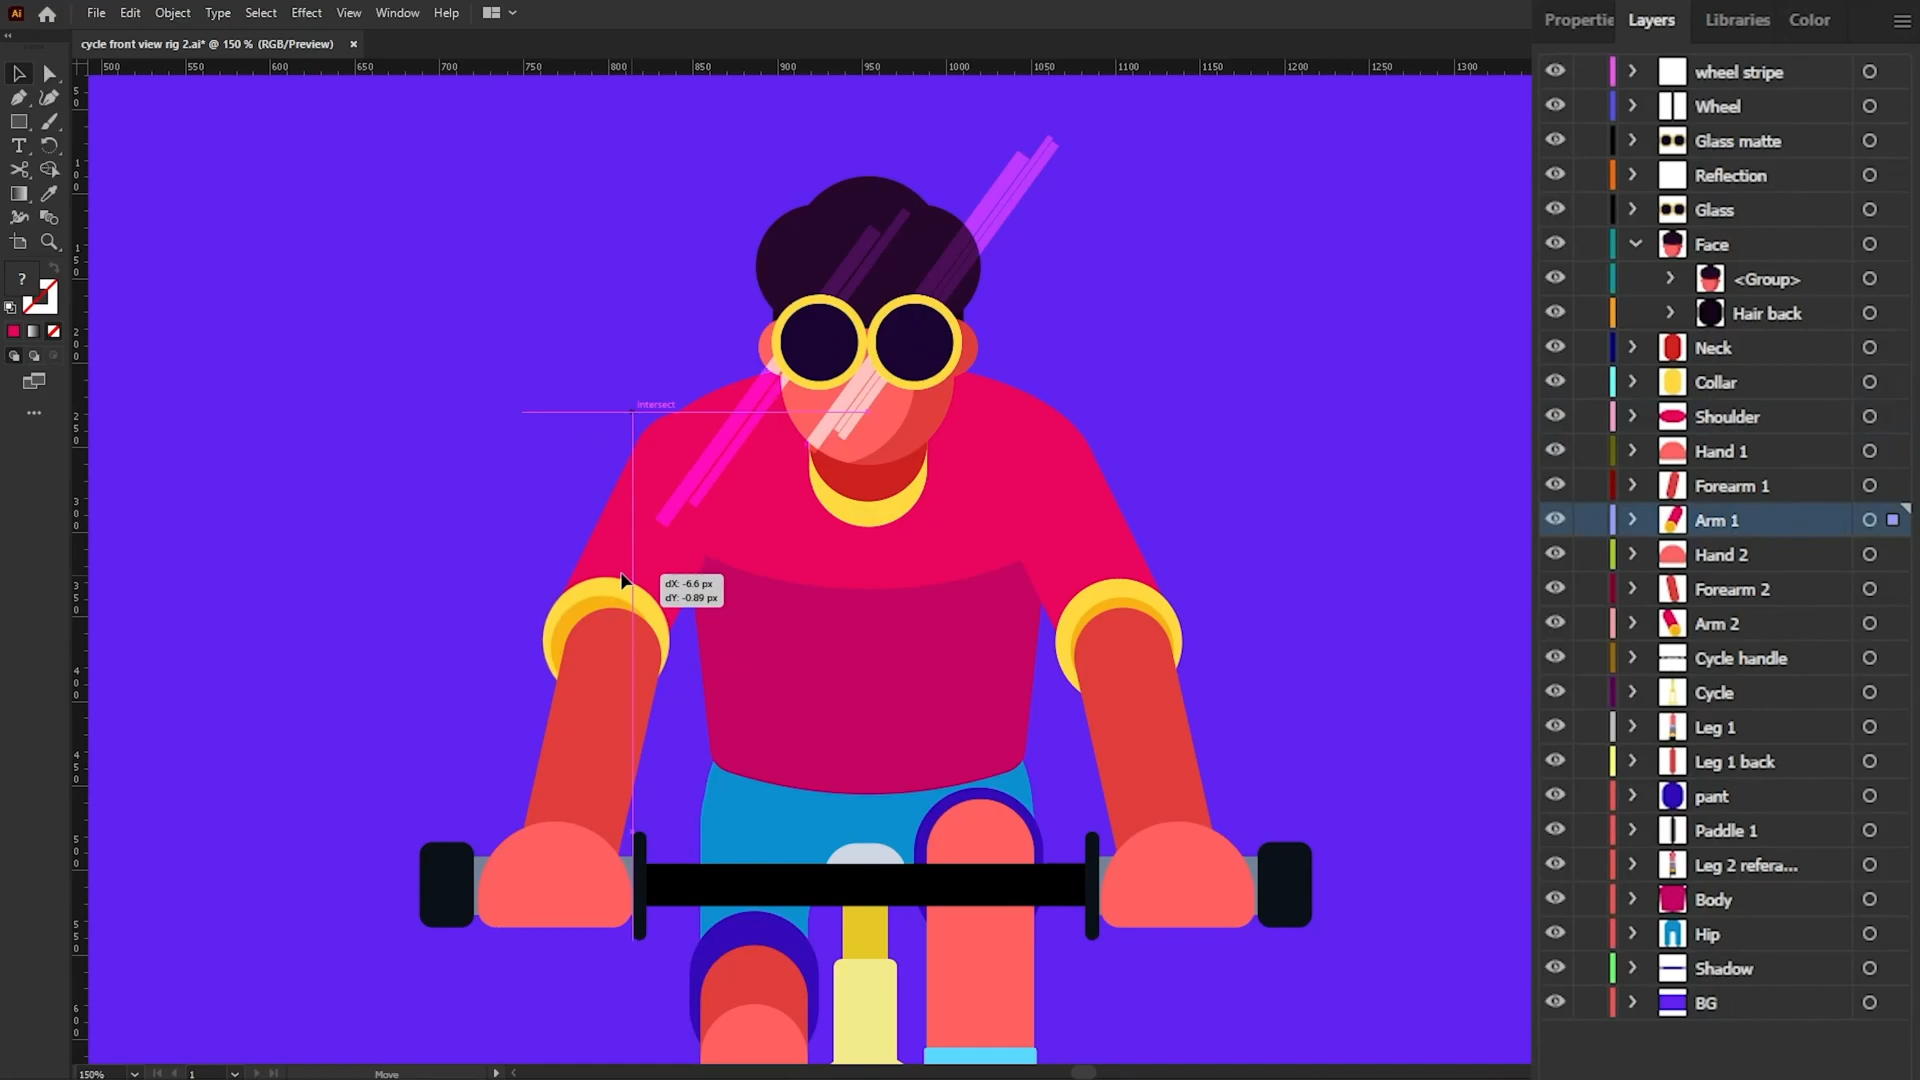 Ai File Edit Object Type Select Effect View Window Help
Properties Layers Libraries Color
cycle front view rig 2.ai* @ 150 % (RGB/Preview) ×
500 550 600 650 700 750 800 850 900 950 1000 1050 1100 1150 1200 1250 1300
wheel stripe
Wheel
Glass matte
Reflection
Glass
Face
<Group>
Hair back
Neck
Collar
intersect
Shoulder
Hand 1
Forearm 1
Arm 1
Hand 2
dX: -6.6 px
dY: -0.89 px
Forearm 2
Arm 2
Cycle handle
Cycle
Leg 1
Leg 1 back
pant
Paddle 1
Leg 2 refera...
Body
Hip
Shadow
BG
150% 1 Move